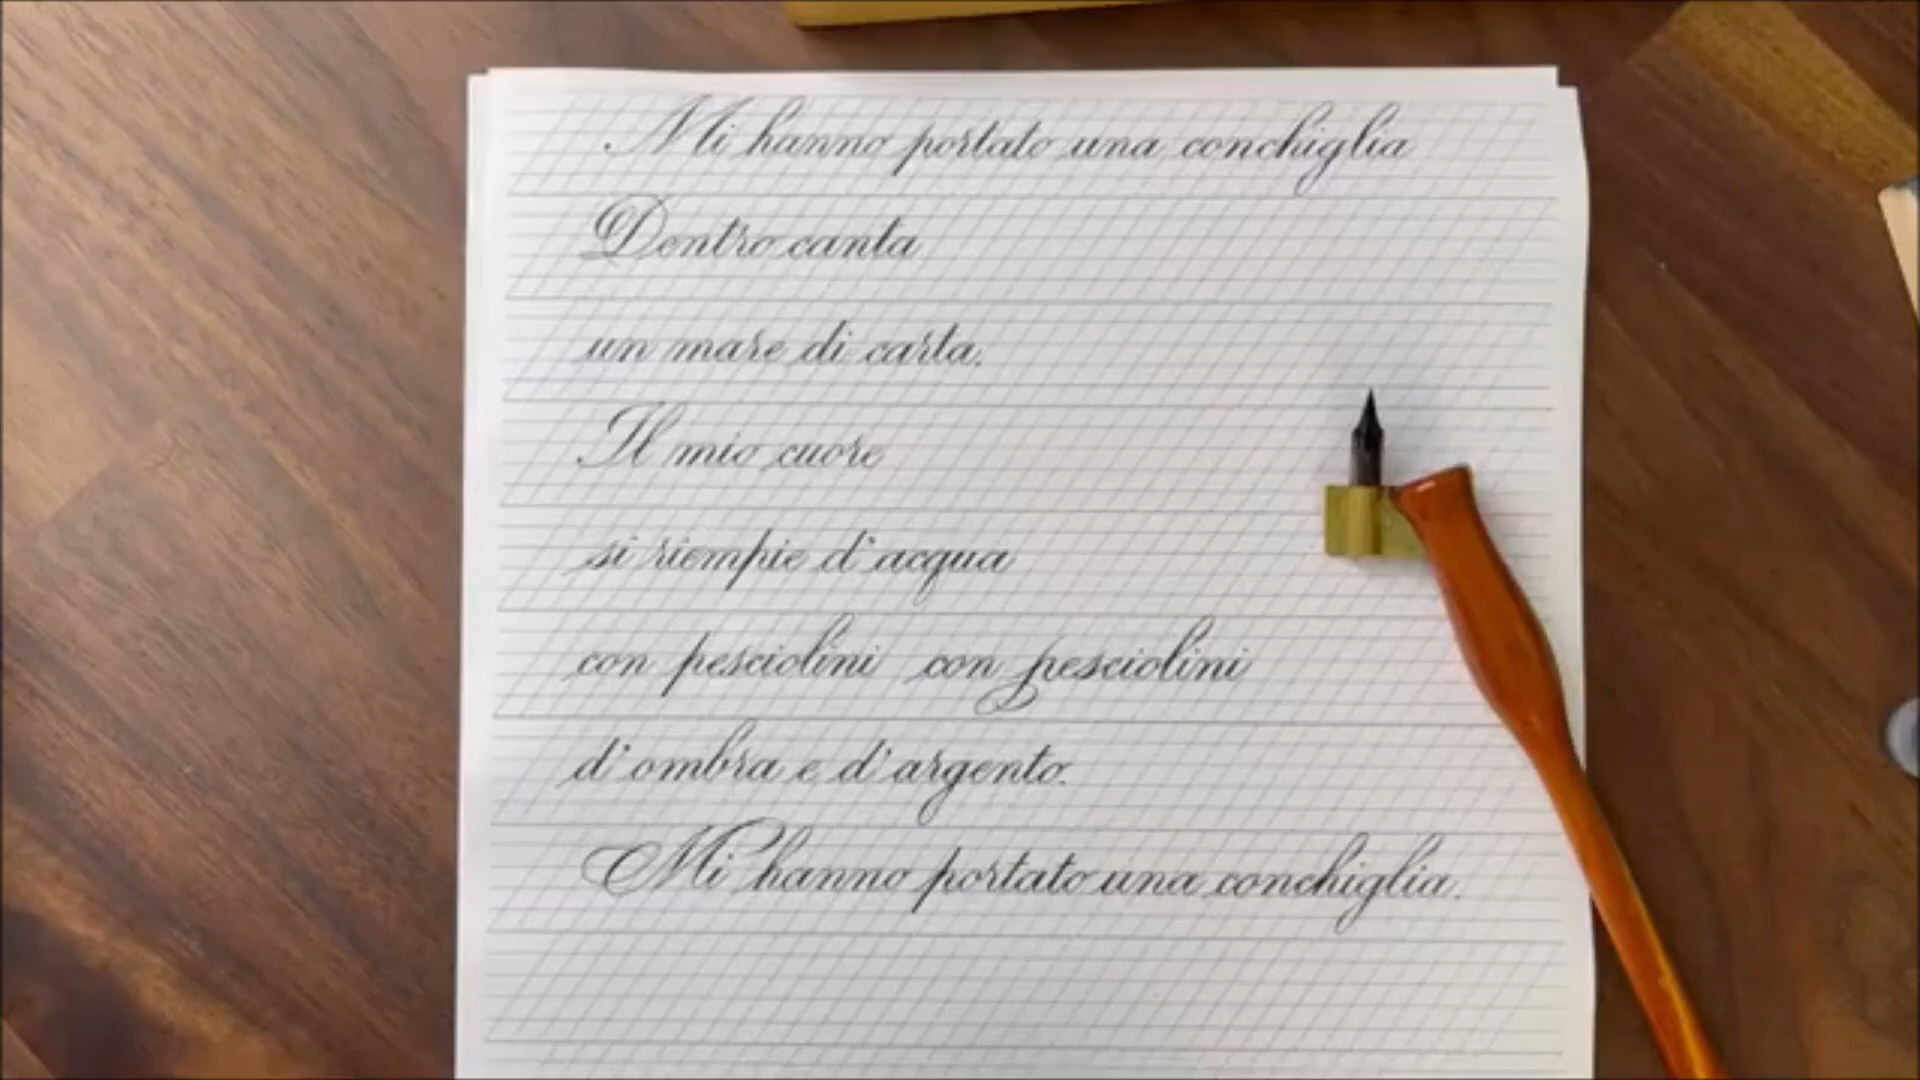 Mi hanno portato una conchiglia
Dentro canta
un mare di carta.
Il mio cuore
si riempie d'acqua
con pesciolini con pesciolini
d'ombra e d'argento.
Mi hanno portato una conchiglia.